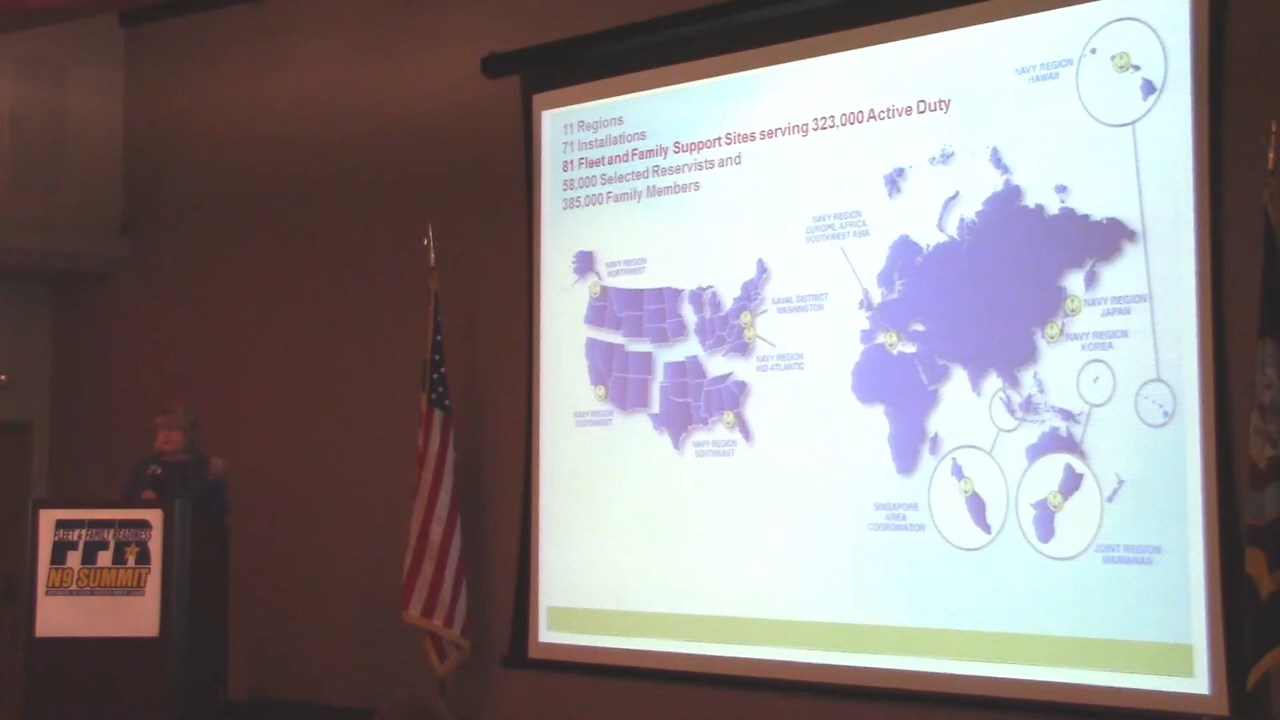 11 Regions
71 Installations
81 Fleet and Family Support Sites serving 323,000 Active Duty
58,000 Selected Reservists and
385,000 Family Members
NAVY REGION
HAWAII
NAVY REGION
EUROPE, AFRICA,
SOUTHWEST ASIA
NAVY REGION
NORTHWEST
NAVAL DISTRICT
WASHINGTON
NAVY REGION
MID-ATLANTIC
NAVY REGION
SOUTHWEST
NAVY REGION
SOUTHEAST
NAVY REGION
JAPAN
NAVY REGION
KOREA
SINGAPORE
AREA
COORDINATOR
JOINT REGION
MARIANAS
FLEET & FAMILY READINESS
FFR
N9 SUMMIT